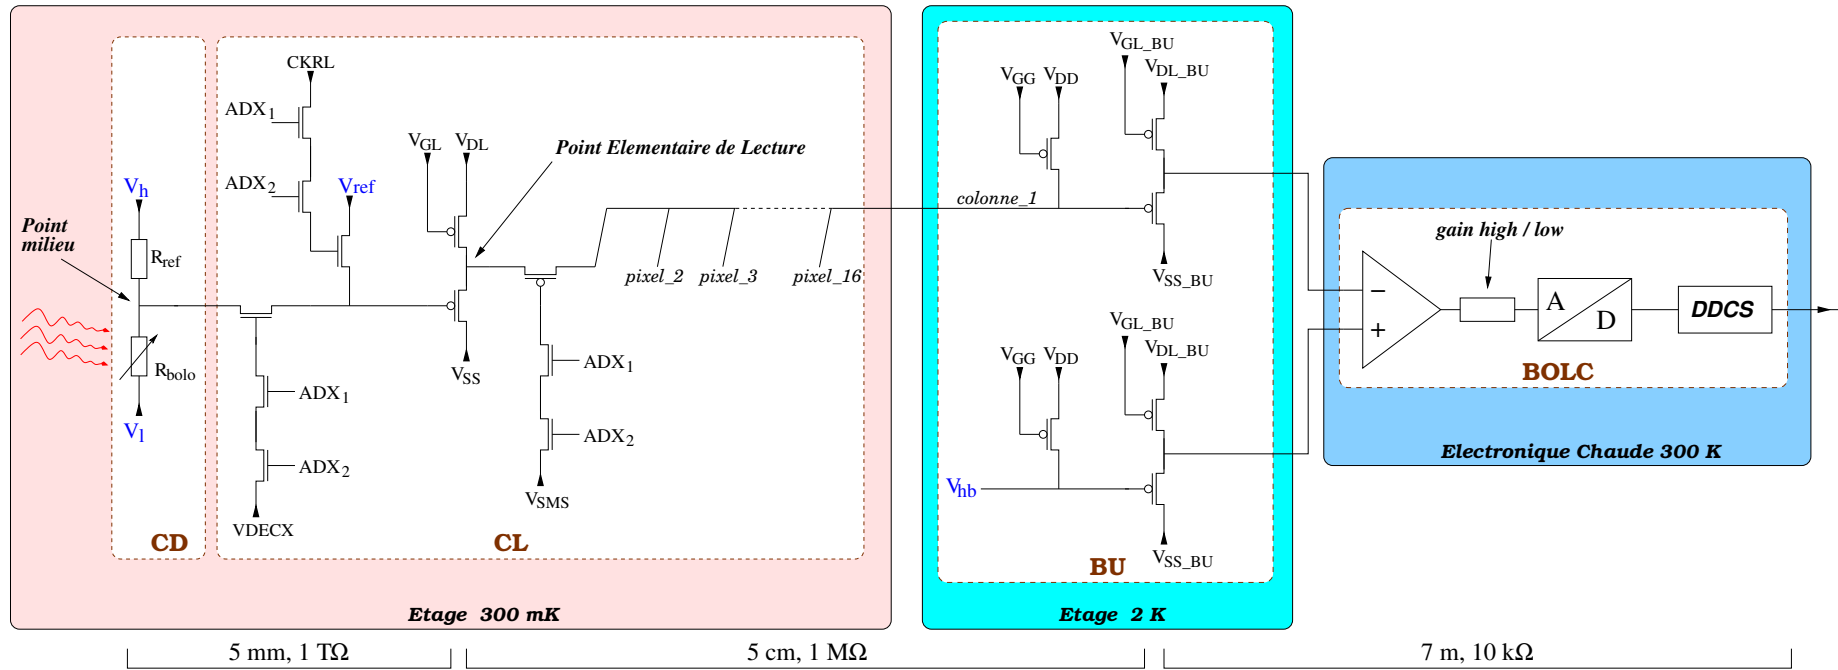 CKRL
ADX1
ADX2
Vh
Vref
VGL
VDL
Point Elementaire de Lecture
Point
milieu
Rref
Rbolo
Vl
ADX1
ADX2
VDECX
VSS
ADX1
ADX2
VSMS
pixel_2
pixel_3
pixel_16
CD
CL
Etage 300 mK
VGL_BU
VDL_BU
VGG
VDD
colonne_1
VSS_BU
VGL_BU
VDL_BU
VGG
VDD
Vhb
VSS_BU
BU
Etage 2 K
gain high / low
−
+
A
D
DDCS
BOLC
Electronique Chaude 300 K
5 mm, 1 TΩ
5 cm, 1 MΩ
7 m, 10 kΩ